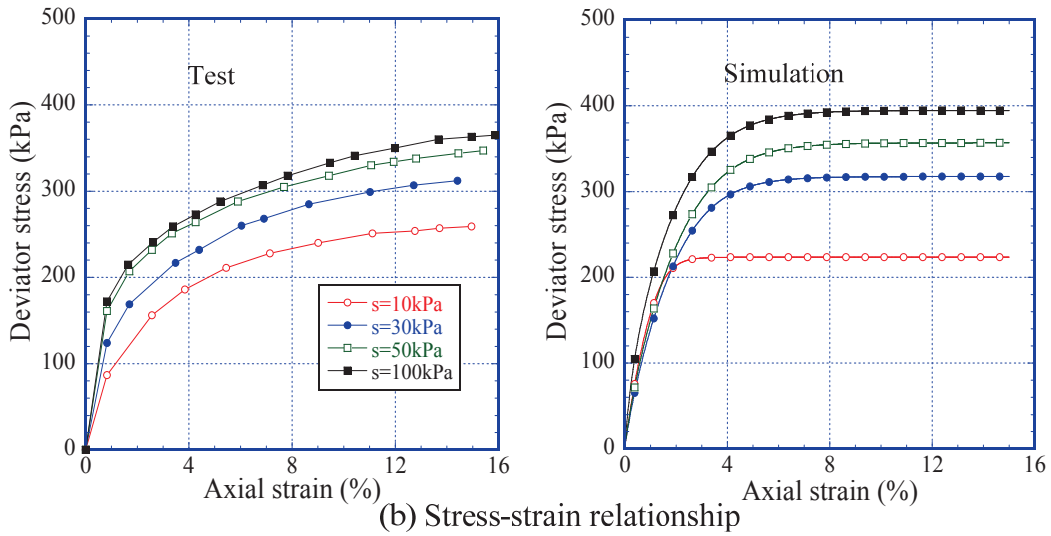 500
400
300
200
100
0
Deviator stress (kPa)
Test
s=10kPa
s=30kPa
s=50kPa
s=100kPa
0 4 8 12 16
Axial strain (%)
500
400
300
200
100
0
Deviator stress (kPa)
Simulation
0 4 8 12 16
Axial strain (%)
(b) Stress-strain relationship